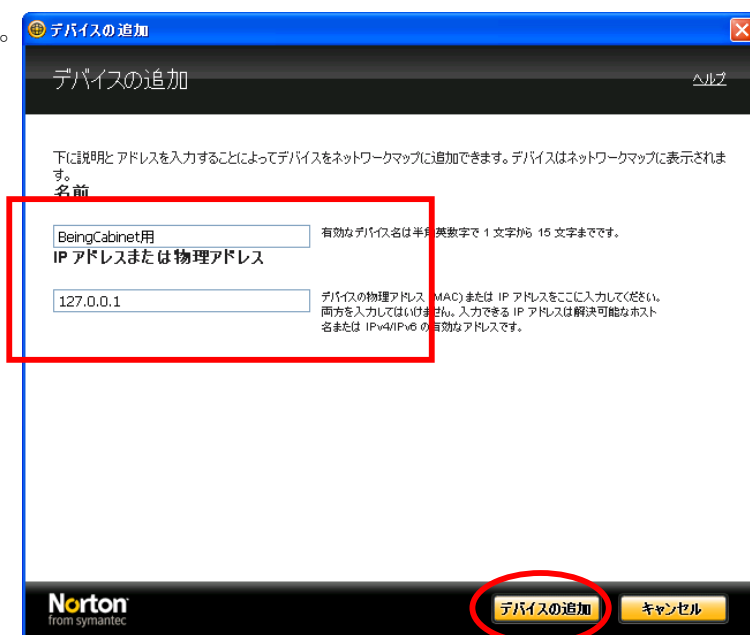 。
デバイスの追加
デバイスの追加
ヘルプ
下に説明とアドレスを入力することによってデバイスをネットワークマップに追加できます。デバイスはネットワークマップに表示されま
す。
名前
BeingCabinet用
有効なデバイス名は半角英数字で 1 文字から 15 文字までです。
IP アドレスまたは物理アドレス
127.0.0.1
デバイスの物理アドレス (MAC) または IP アドレスをここに入力してください。
両方を入力してはいけません。入力できる IP アドレスは解決可能なホスト
名または IPv4/IPv6 の有効なアドレスです。
Norton
from symantec
デバイスの追加
キャンセル